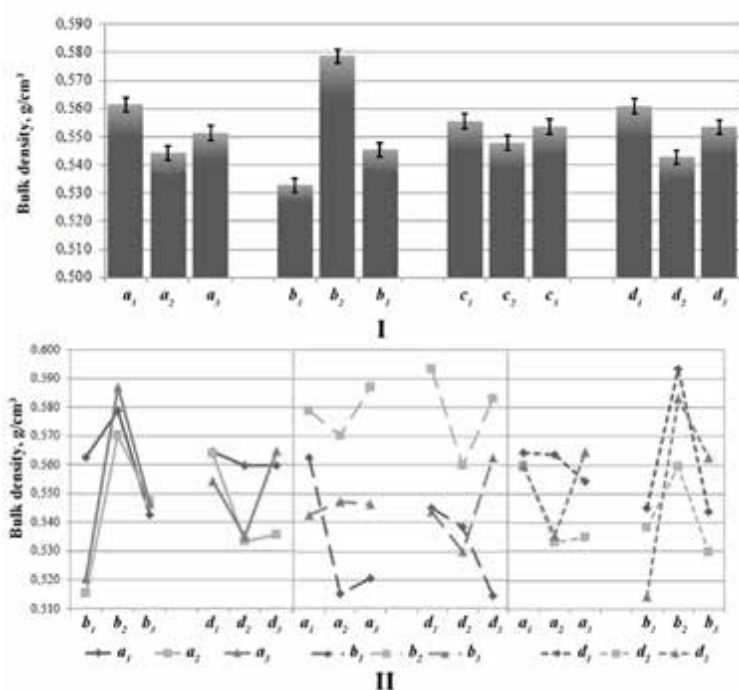 Bulk density, g/cm³
0.590
0.580
0.570
0.560
0.550
0.540
0.530
0.520
0.510
0.500
a₁ a₂ a₃ b₁ b₂ b₃ c₁ c₂ c₃ d₁ d₂ d₃
I
Bulk density, g/cm³
0.600
0.590
0.580
0.570
0.560
0.550
0.540
0.530
0.520
0.510
b₁ b₂ b₃ d₁ d₂ d₃ a₁ a₂ a₃ d₁ d₂ d₃ a₁ a₂ a₃ b₁ b₂ b₃
a₁ a₂ a₃ b₁ b₂ b₃ d₁ d₂ d₃
II